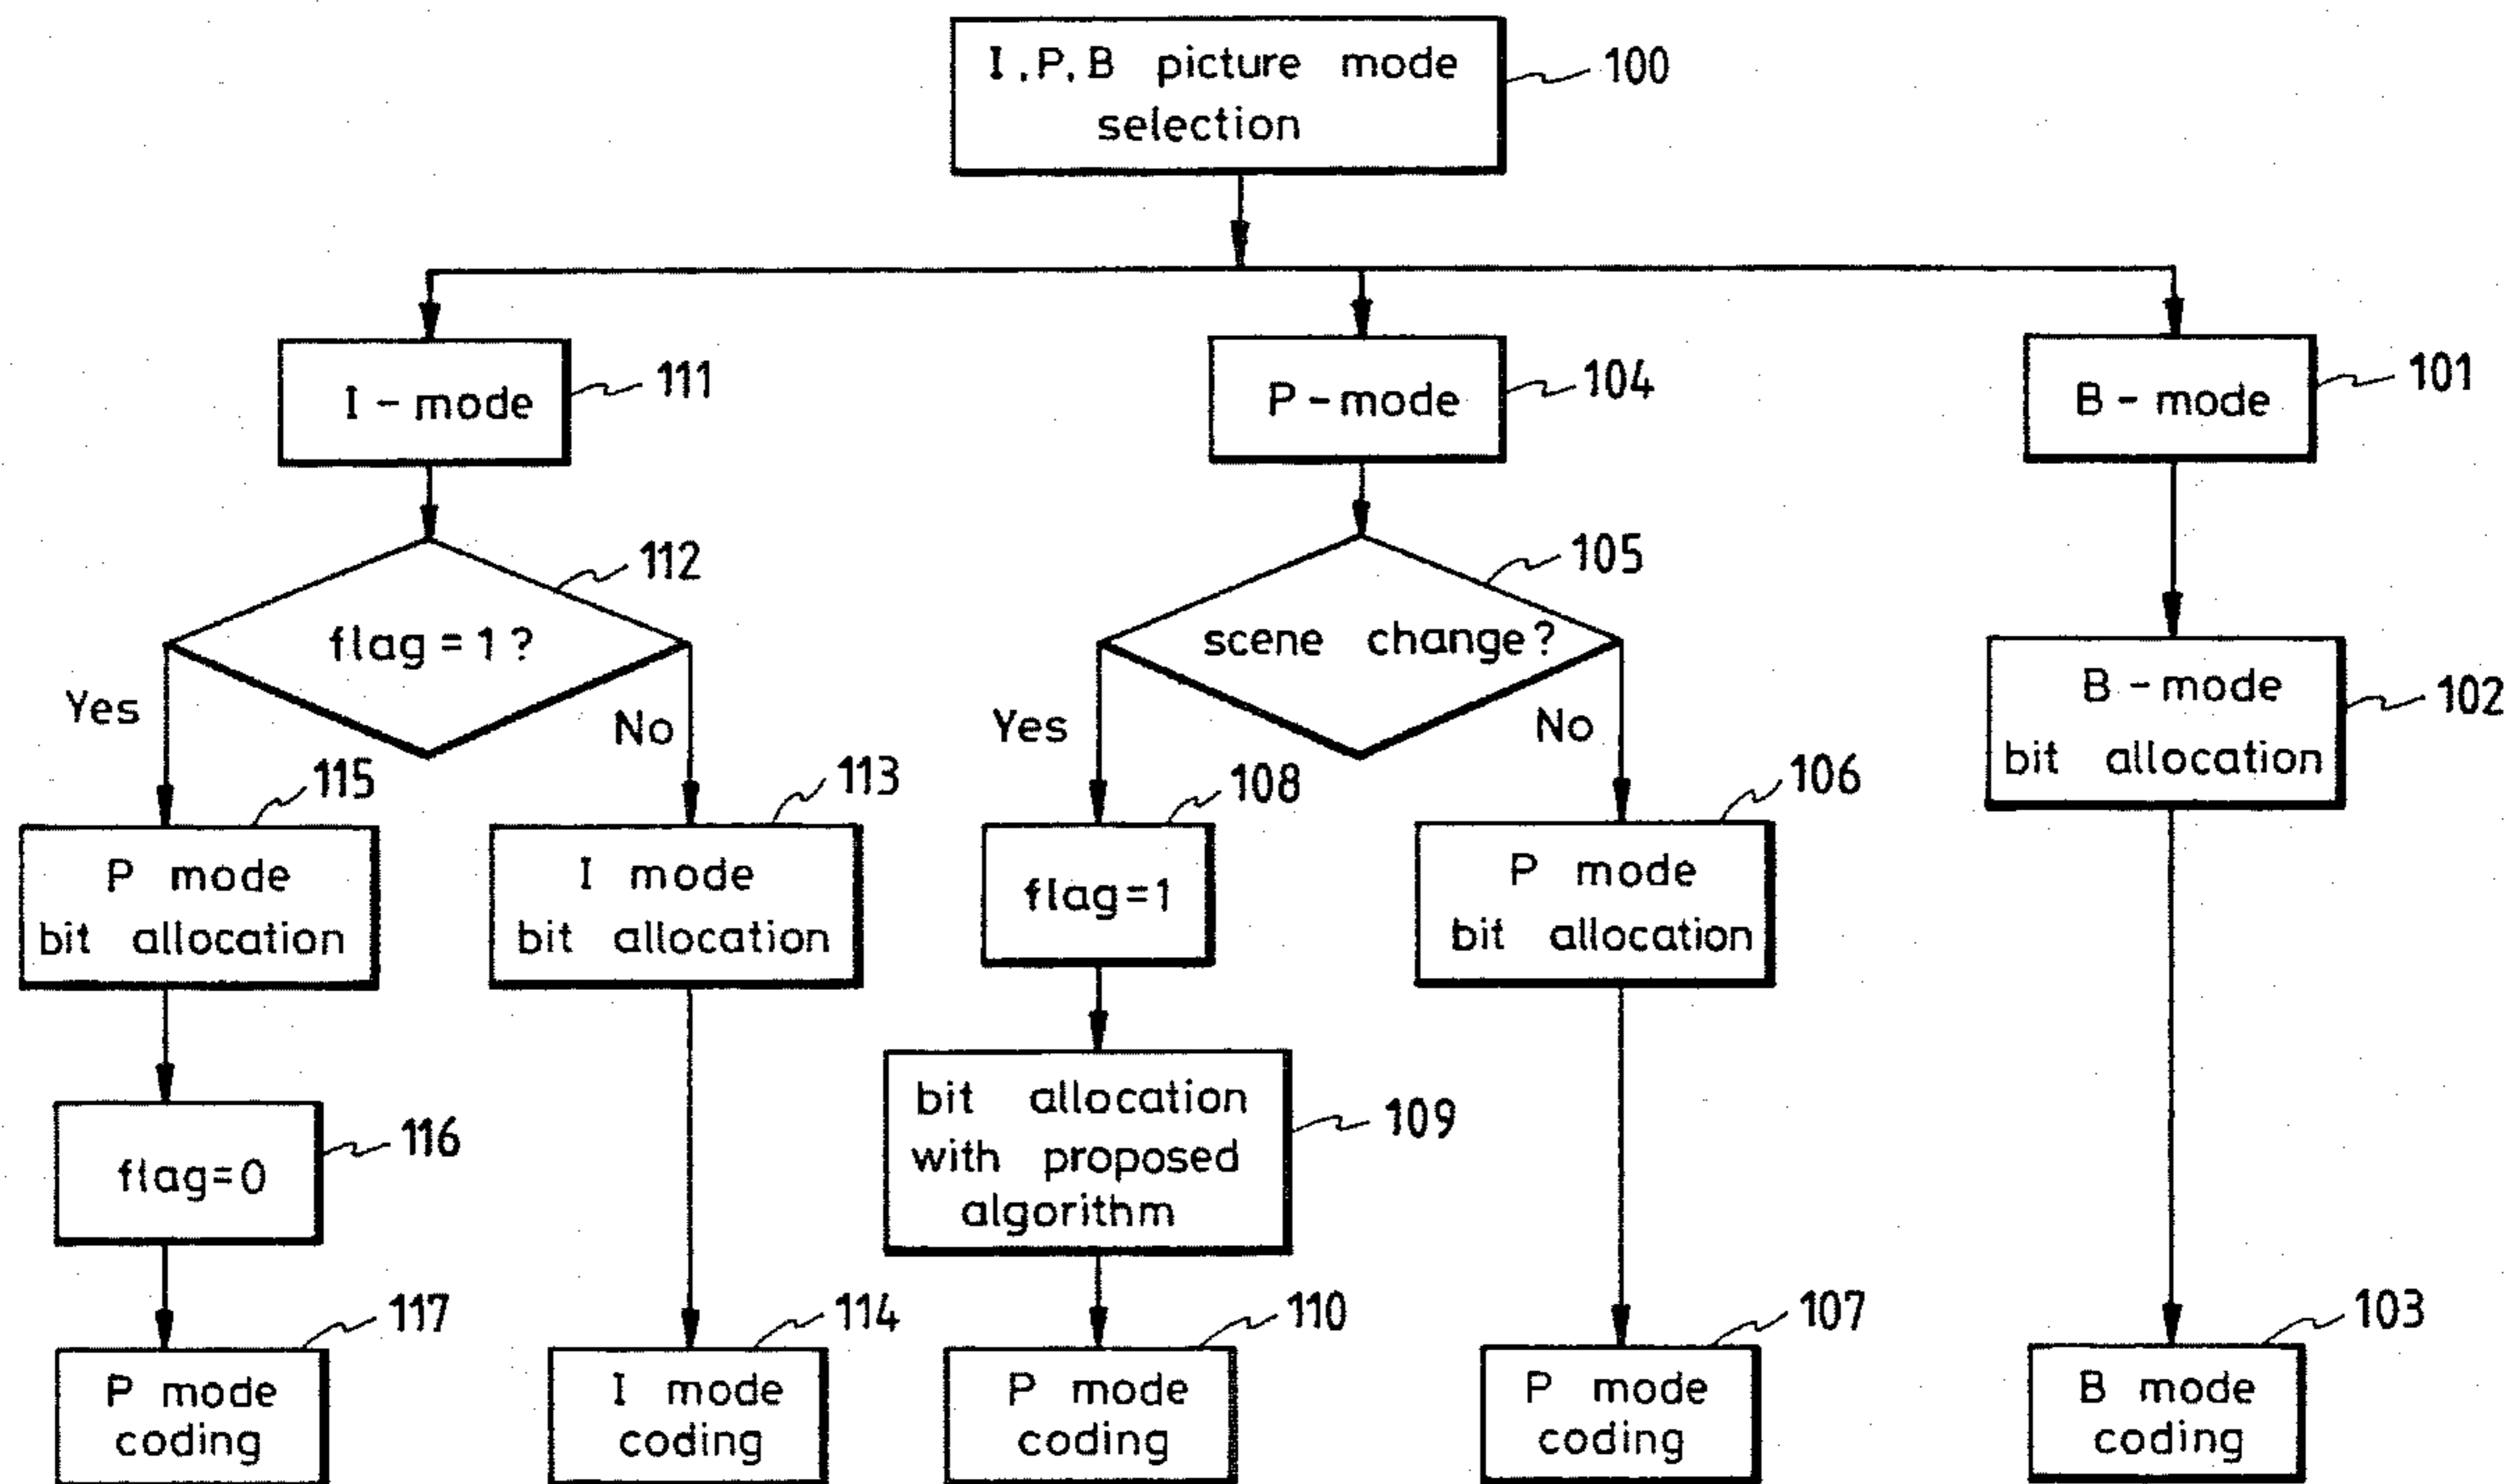 I,P,B picture mode
selection
100
I-mode
111
P-mode
104
B-mode
101
flag=1?
112
scene change?
105
B-mode
bit allocation
102
Yes
No
Yes
No
115
113
108
106
P mode
bit allocation
I mode
bit allocation
flag=1
P mode
bit allocation
bit allocation
with proposed
algorithm
109
flag=0
116
117
114
110
107
103
P mode
coding
I mode
coding
P mode
coding
P mode
coding
B mode
coding